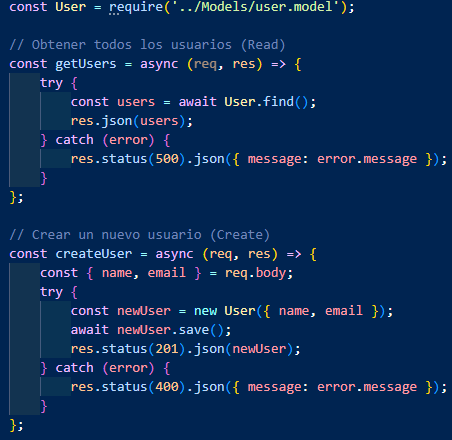 const User = require('../Models/user.model');

// Obtener todos los usuarios (Read)
const getUsers = async (req, res) => {
    try {
        const users = await User.find();
        res.json(users);
    } catch (error) {
        res.status(500).json({ message: error.message });
    }
};

// Crear un nuevo usuario (Create)
const createUser = async (req, res) => {
    const { name, email } = req.body;
    try {
        const newUser = new User({ name, email });
        await newUser.save();
        res.status(201).json(newUser);
    } catch (error) {
        res.status(400).json({ message: error.message });
    }
};